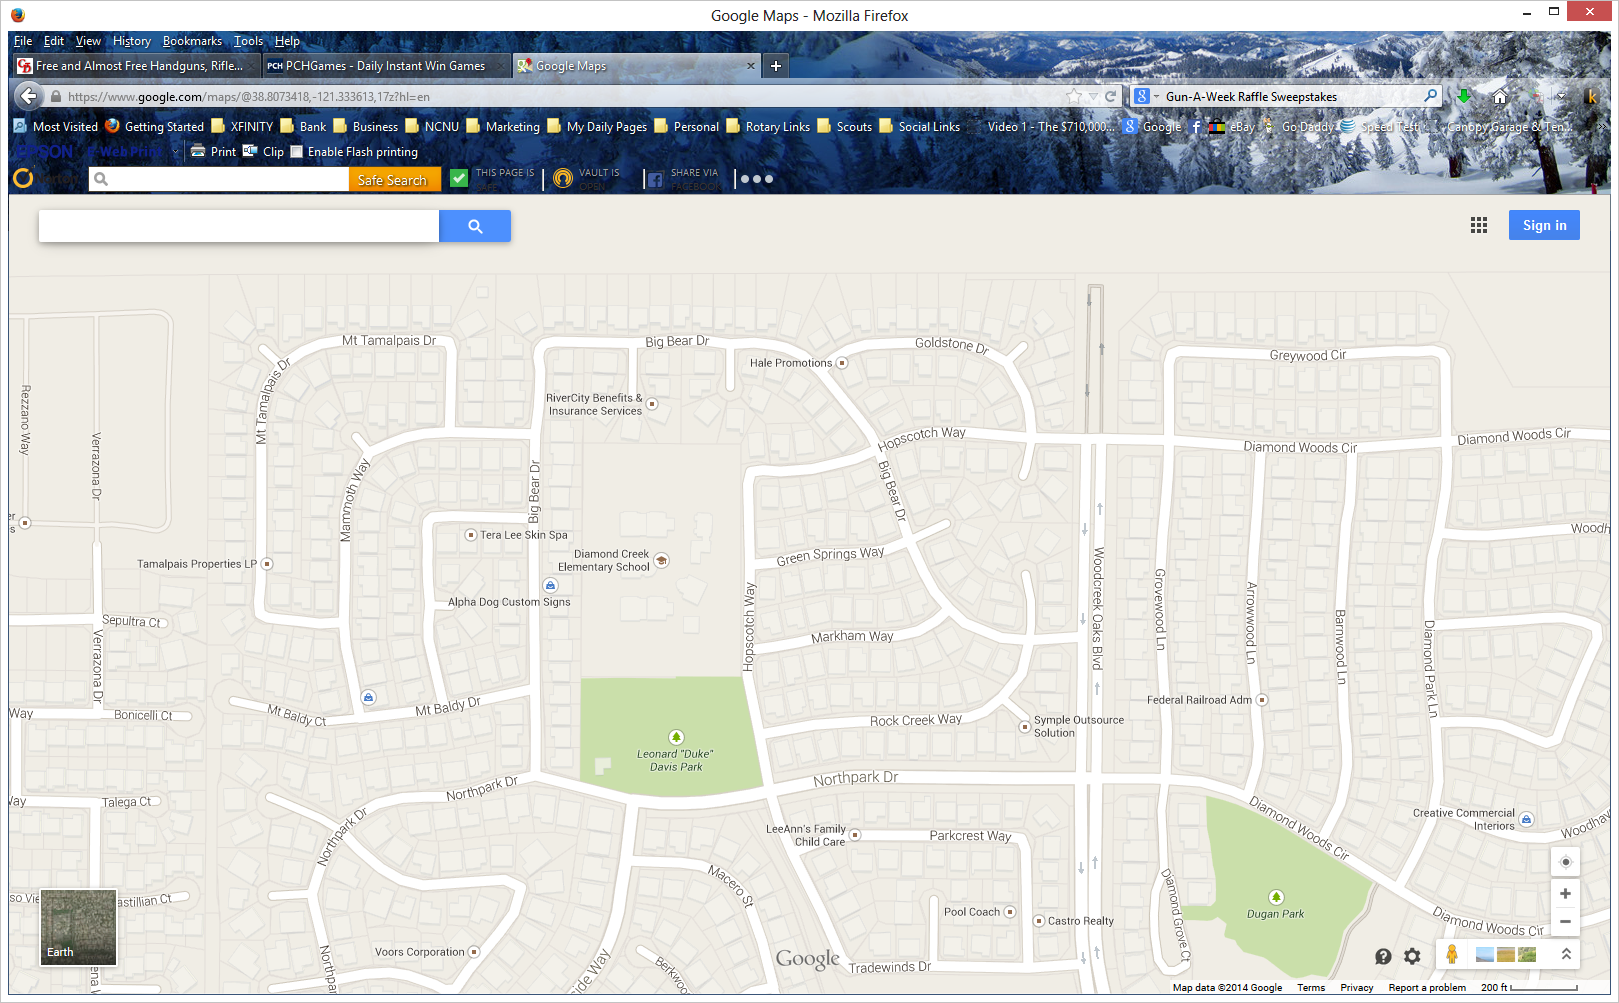 Google Maps - Mozilla Firefox
File Edit View History Bookmarks Tools Help
Free and Almost Free Handguns, Rifle...
PCH PCHGames - Daily Instant Win Games
Google Maps
https://www.google.com/maps/@38.8073418,-121.333613,17z?hl=en
Gun-A-Week Raffle Sweepstakes
Most Visited Getting Started XFINITY Bank Business NCNU Marketing My Daily Pages Personal Rotary Links Scouts Social Links Video 1 - The $710,000... Google eBay Go Daddy Speed Test Canopy Garage & Ten...
EPSON E-Web Print Print Clip Enable Flash printing
Norton Safe Search THIS PAGE IS SAFE VAULT IS OPEN SHARE VIA FACEBOOK
Sign in
Mt Tamalpais Dr
Big Bear Dr
Goldstone Dr
Greywood Cir
Hale Promotions
Mt Tamalpais Dr
Rezzano Way
RiverCity Benefits &
Insurance Services
Hopscotch Way
Diamond Woods Cir
Diamond Woods Cir
Verrazona Dr
Mammoth Way
Big Bear Dr
Big Bear Dr
Tera Lee Skin Spa
Diamond Creek
Elementary School
Green Springs Way
Tamalpais Properties LP
Alpha Dog Custom Signs
Hopscotch Way
Woodcreek Oaks Blvd
Grovewood Ln
Arrowwood Ln
Barnwood Ln
Diamond Park Ln
Sepultra Ct
Verrazona Dr
Markham Way
Federal Railroad Adm
Way
Bonicelli Ct
Mt Baldy Ct
Mt Baldy Dr
Rock Creek Way
Symple Outsource
Solution
Leonard "Duke"
Davis Park
Northpark Dr
Northpark Dr
Northpark Dr
Talega Ct
Diamond Woods Cir
Creative Commercial
Interiors
LeeAnn's Family
Child Care
Parkcrest Way
Macero St
Diamond Grove Ct
Pool Coach
Castro Realty
Dugan Park
Diamond Woods Cir
Earth
Voors Corporation
Google
Tradewinds Dr
Map data ©2014 Google Terms Privacy Report a problem 200 ft